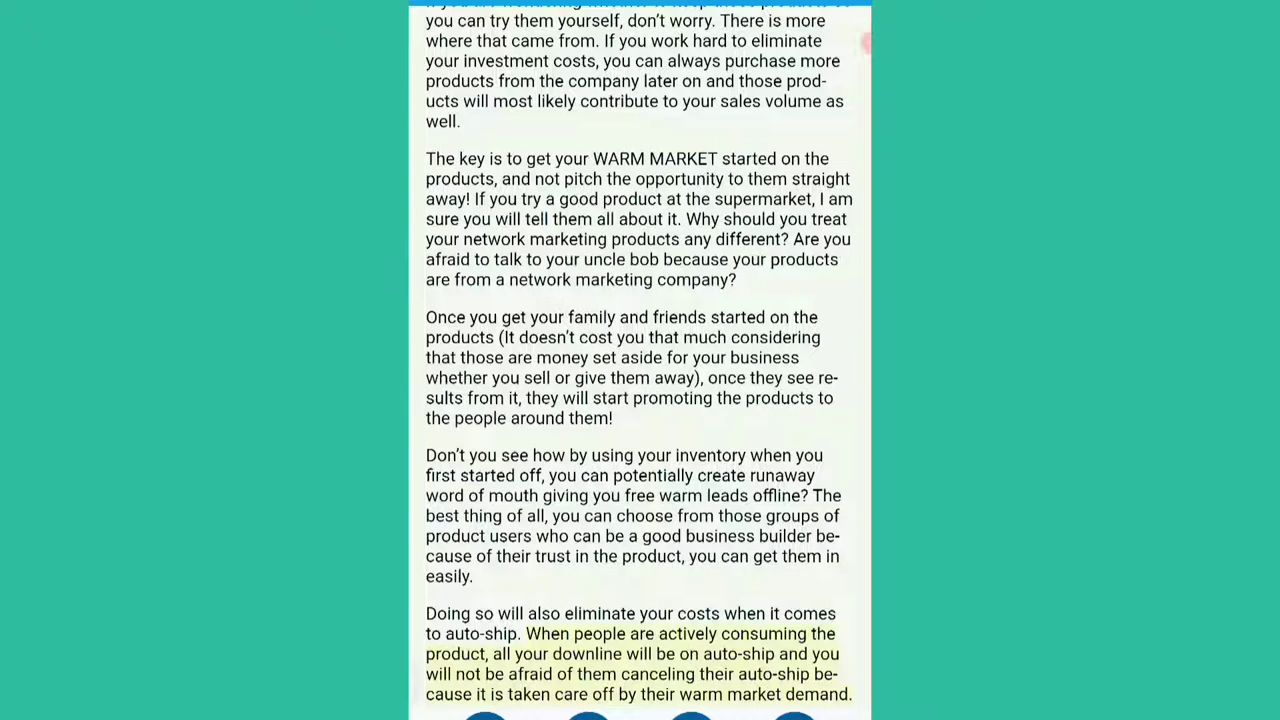 you can try them yourself, don’t worry. There is more
where that came from. If you work hard to eliminate
your investment costs, you can always purchase more
products from the company later on and those prod-
ucts will most likely contribute to your sales volume as
well.
The key is to get your WARM MARKET started on the
products, and not pitch the opportunity to them straight
away! If you try a good product at the supermarket, I am
sure you will tell them all about it. Why should you treat
your network marketing products any different? Are you
afraid to talk to your uncle bob because your products
are from a network marketing company?
Once you get your family and friends started on the
products (It doesn’t cost you that much considering
that those are money set aside for your business
whether you sell or give them away), once they see re-
sults from it, they will start promoting the products to
the people around them!
Don’t you see how by using your inventory when you
first started off, you can potentially create runaway
word of mouth giving you free warm leads offline? The
best thing of all, you can choose from those groups of
product users who can be a good business builder be-
cause of their trust in the product, you can get them in
easily.
Doing so will also eliminate your costs when it comes
to auto-ship. When people are actively consuming the
product, all your downline will be on auto-ship and you
will not be afraid of them canceling their auto-ship be-
cause it is taken care off by their warm market demand.